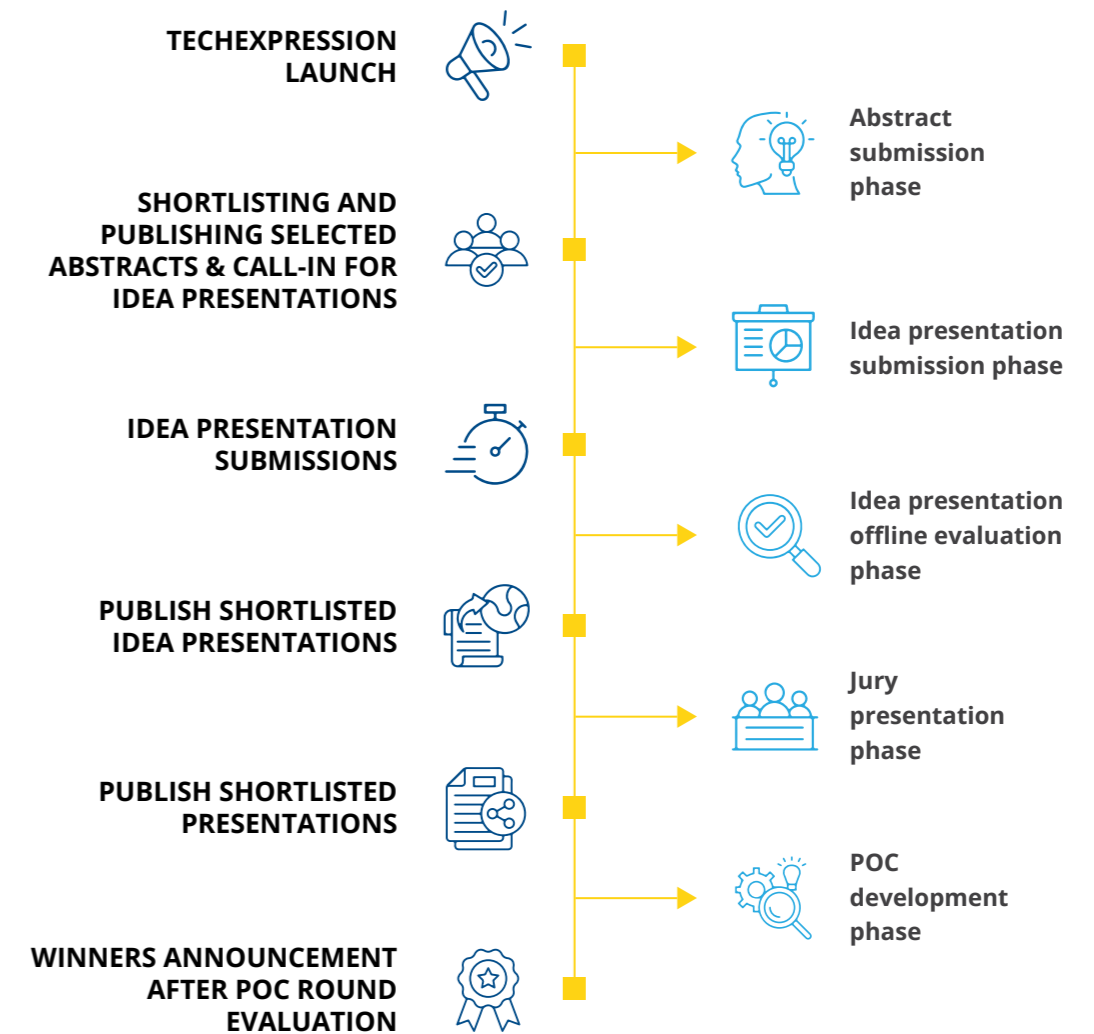 TECHEXPRESSION
LAUNCH
Abstract
submission
phase
SHORTLISTING AND
PUBLISHING SELECTED
ABSTRACTS & CALL-IN FOR
IDEA PRESENTATIONS
Idea presentation
submission phase
IDEA PRESENTATION
SUBMISSIONS
Idea presentation
offline evaluation
phase
PUBLISH SHORTLISTED
IDEA PRESENTATIONS
Jury
presentation
phase
PUBLISH SHORTLISTED
PRESENTATIONS
POC
development
phase
WINNERS ANNOUNCEMENT
AFTER POC ROUND
EVALUATION